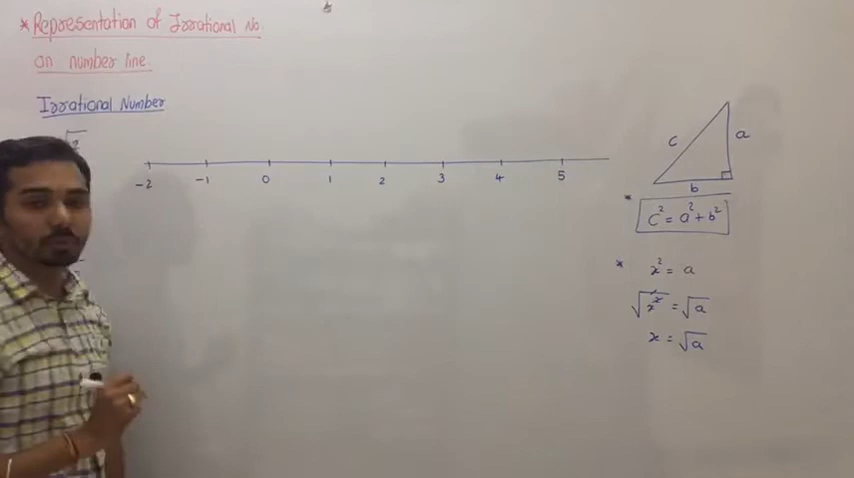 * Representation of Irrational No.
on number line.
Irrational Number
√2
-2 -1 0 1 2 3 4 5
c a
b
* c² = a² + b²
* x² = a
√x² = √a
x = √a